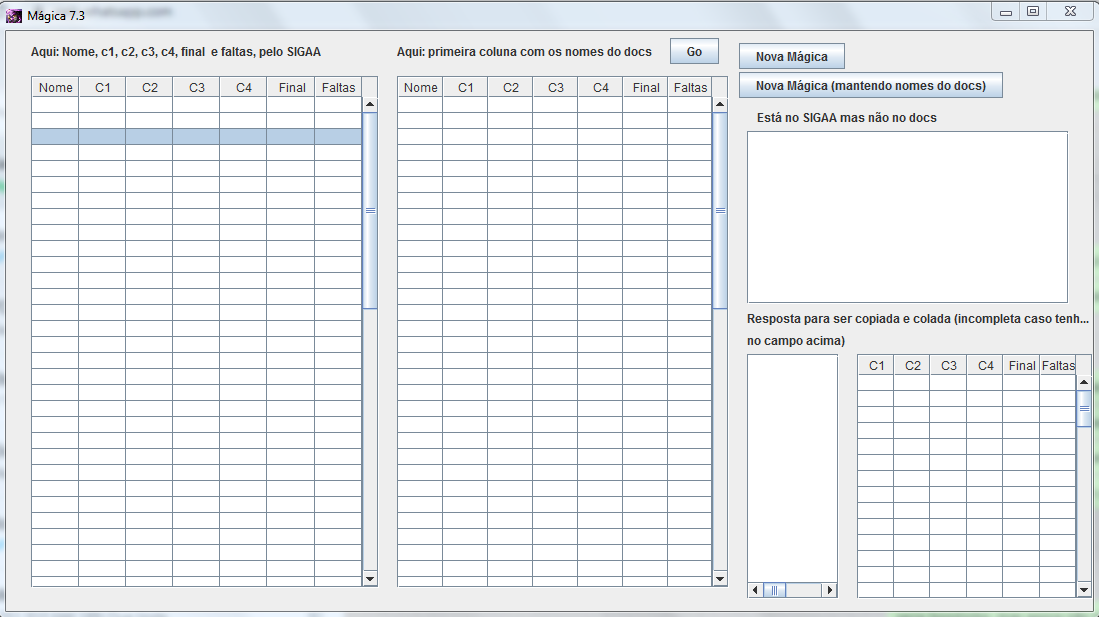 Mágica 7.3
Aqui: Nome, c1, c2, c3, c4, final e faltas, pelo SIGAA
Aqui: primeira coluna com os nomes do docs
Go
Nova Mágica
Nova Mágica (mantendo nomes do docs)
Nome C1 C2 C3 C4 Final Faltas
Nome C1 C2 C3 C4 Final Faltas
Está no SIGAA mas não no docs
Resposta para ser copiada e colada (incompleta caso tenh...
no campo acima)
C1 C2 C3 C4 Final Faltas